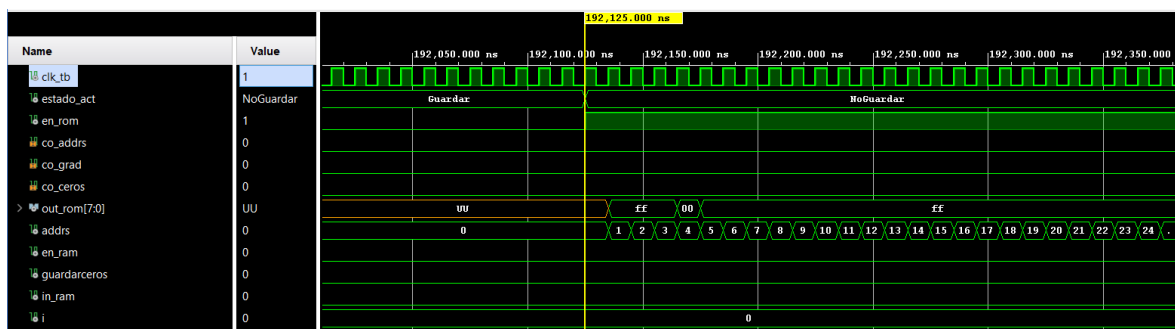 192,125.000 ns
Name Value
192,050.000 ns 192,100.000 ns 192,150.000 ns 192,200.000 ns 192,250.000 ns 192,300.000 ns 192,350.000
clk_tb 1
estado_act NoGuardar Guardar NoGuardar
en_rom 1
co_addrs 0
co_grad 0
co_ceros 0
out_rom[7:0] UU UU ff 00 ff
addrs 0 0 1 2 3 4 5 6 7 8 9 10 11 12 13 14 15 16 17 18 19 20 21 22 23 24 .
en_ram 0
guardarceros 0
in_ram 0
i 0 0